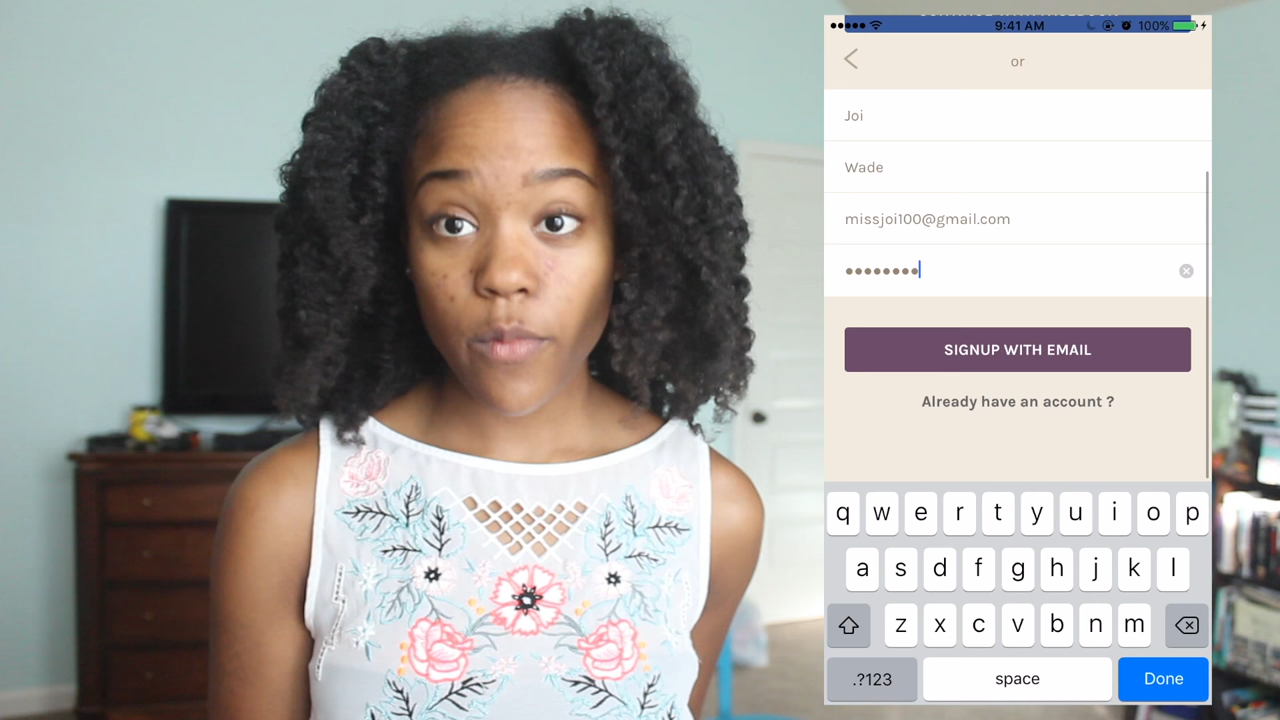 9:41 AM
100%
or
Joi
Wade
missjoi100@gmail.com
••••••••
SIGNUP WITH EMAIL
Already have an account ?
q w e r t y u i o p
a s d f g h j k l
z x c v b n m
.?123 space Done